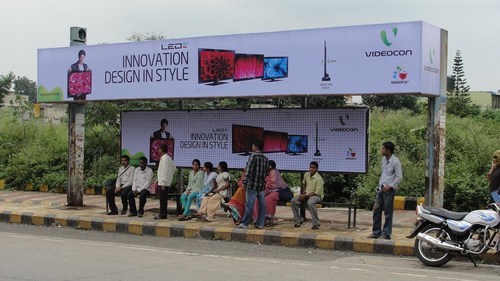 LED
INNOVATION
DESIGN IN STYLE
VIDEOCON
LED
INNOVATION
DESIGN IN STYLE
VIDEOCON